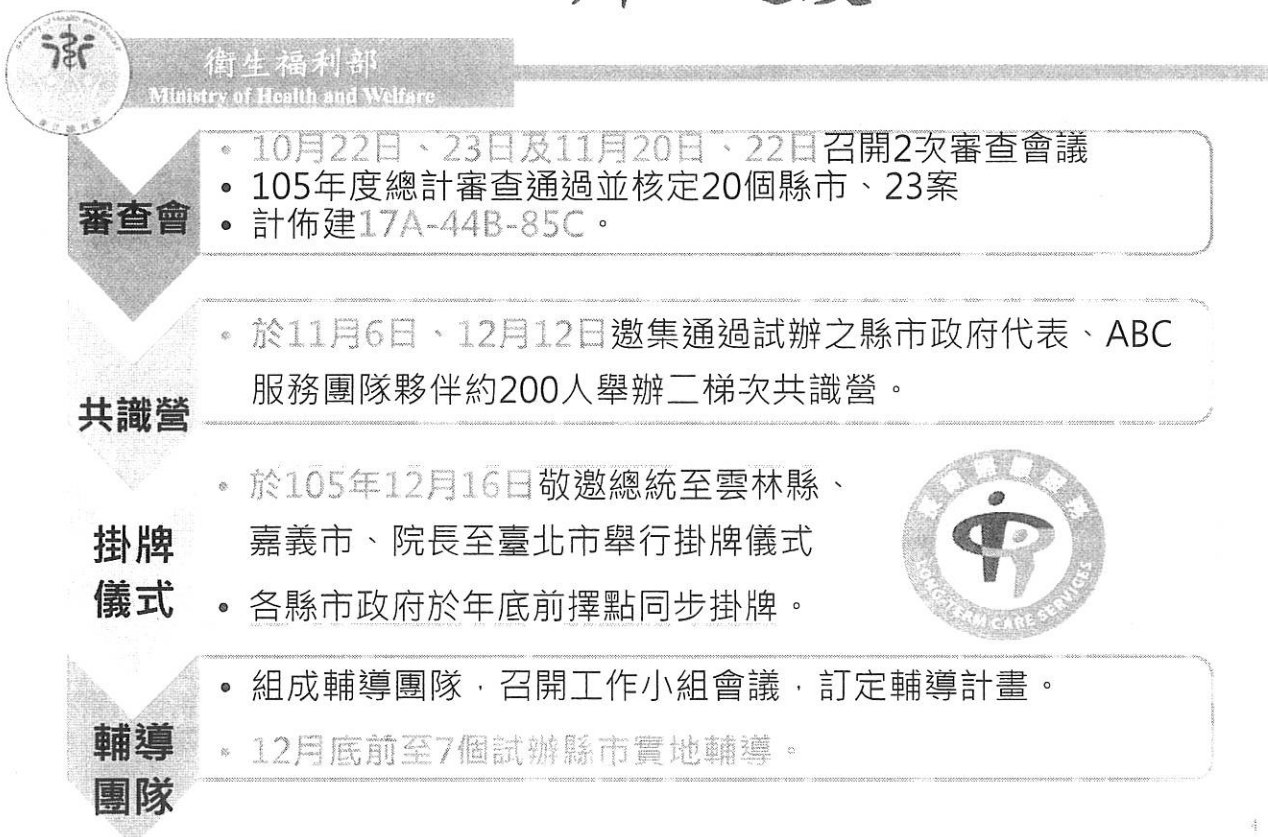 衛生福利部
Ministry of Health and Welfare
審查會
• 10月22日、23日及11月20日、22日召開2次審查會議
• 105年度總計審查通過並核定20個縣市、23案
• 計佈建17A-44B-85C。
共識營
• 於11月6日、12月12日邀集通過試辦之縣市政府代表、ABC
服務團隊夥伴約200人舉辦二梯次共識營。
掛牌
儀式
• 於105年12月16日敬邀總統至雲林縣、
嘉義市、院長至臺北市舉行掛牌儀式
• 各縣市政府於年底前擇點同步掛牌。
LONG-TERM CARE SERVICES
輔導
團隊
• 組成輔導團隊，召開工作小組會議，訂定輔導計畫。
• 12月底前至7個試辦縣市實地輔導。
4